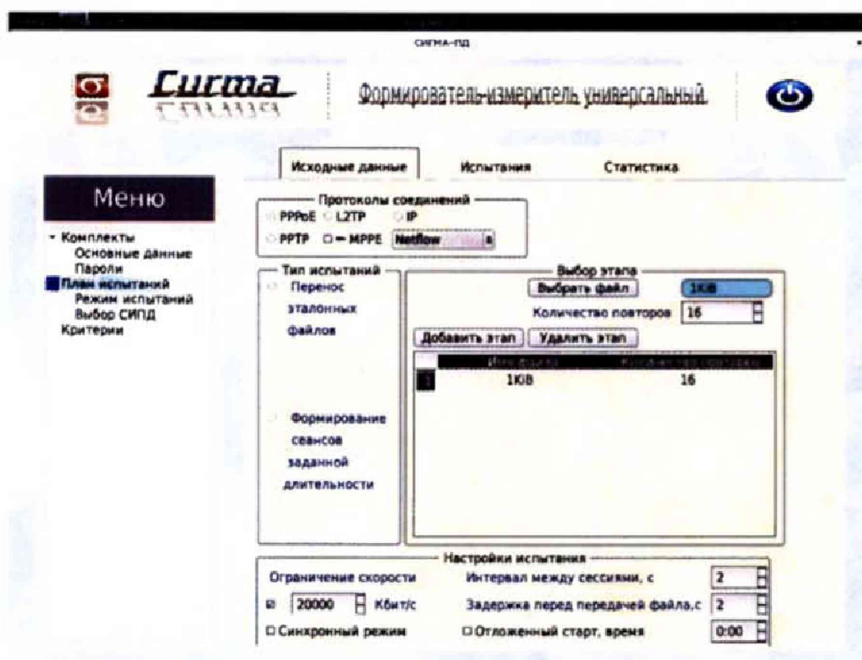 СИГМА-ПД
Сигма
Формирователь-измеритель универсальный
Исходные данные Испытания Статистика
Меню
Комплекты
Основные данные
Пароли
План испытаний
Режим испытаний
Выбор СИПД
Критерии
Протоколы соединений
PPPoE L2TP IP
PPTP MPPE Netflow
Тип испытаний
Перенос
эталонных
файлов
Формирование
сеансов
заданной
длительности
Выбор этапа
Выбрать файл 1KiB
Количество повторов 16
Добавить этап Удалить этап
1KiB 16
Настройки испытания
Ограничение скорости Интервал между сессиями, с 2
20000 Кбит/с Задержка перед передачей файла,с 2
Синхронный режим Отложенный старт, время 0:00